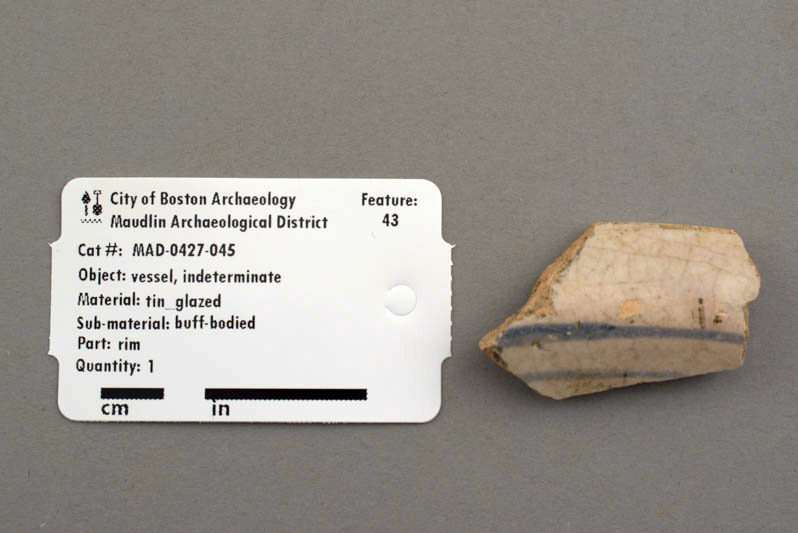 City of Boston Archaeology
Maudlin Archaeological District
Feature:
43
Cat #: MAD-0427-045
Object: vessel, indeterminate
Material: tin_glazed
Sub-material: buff-bodied
Part: rim
Quantity: 1
cm in